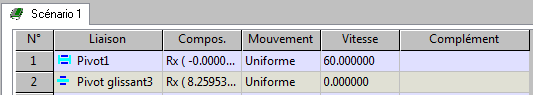 Scénario 1
N° Liaison Compos. Mouvement Vitesse Complément
1 Pivot1 Rx ( -0.0000... Uniforme 60.000000
2 Pivot glissant3 Rx ( 8.25953... Uniforme 0.000000